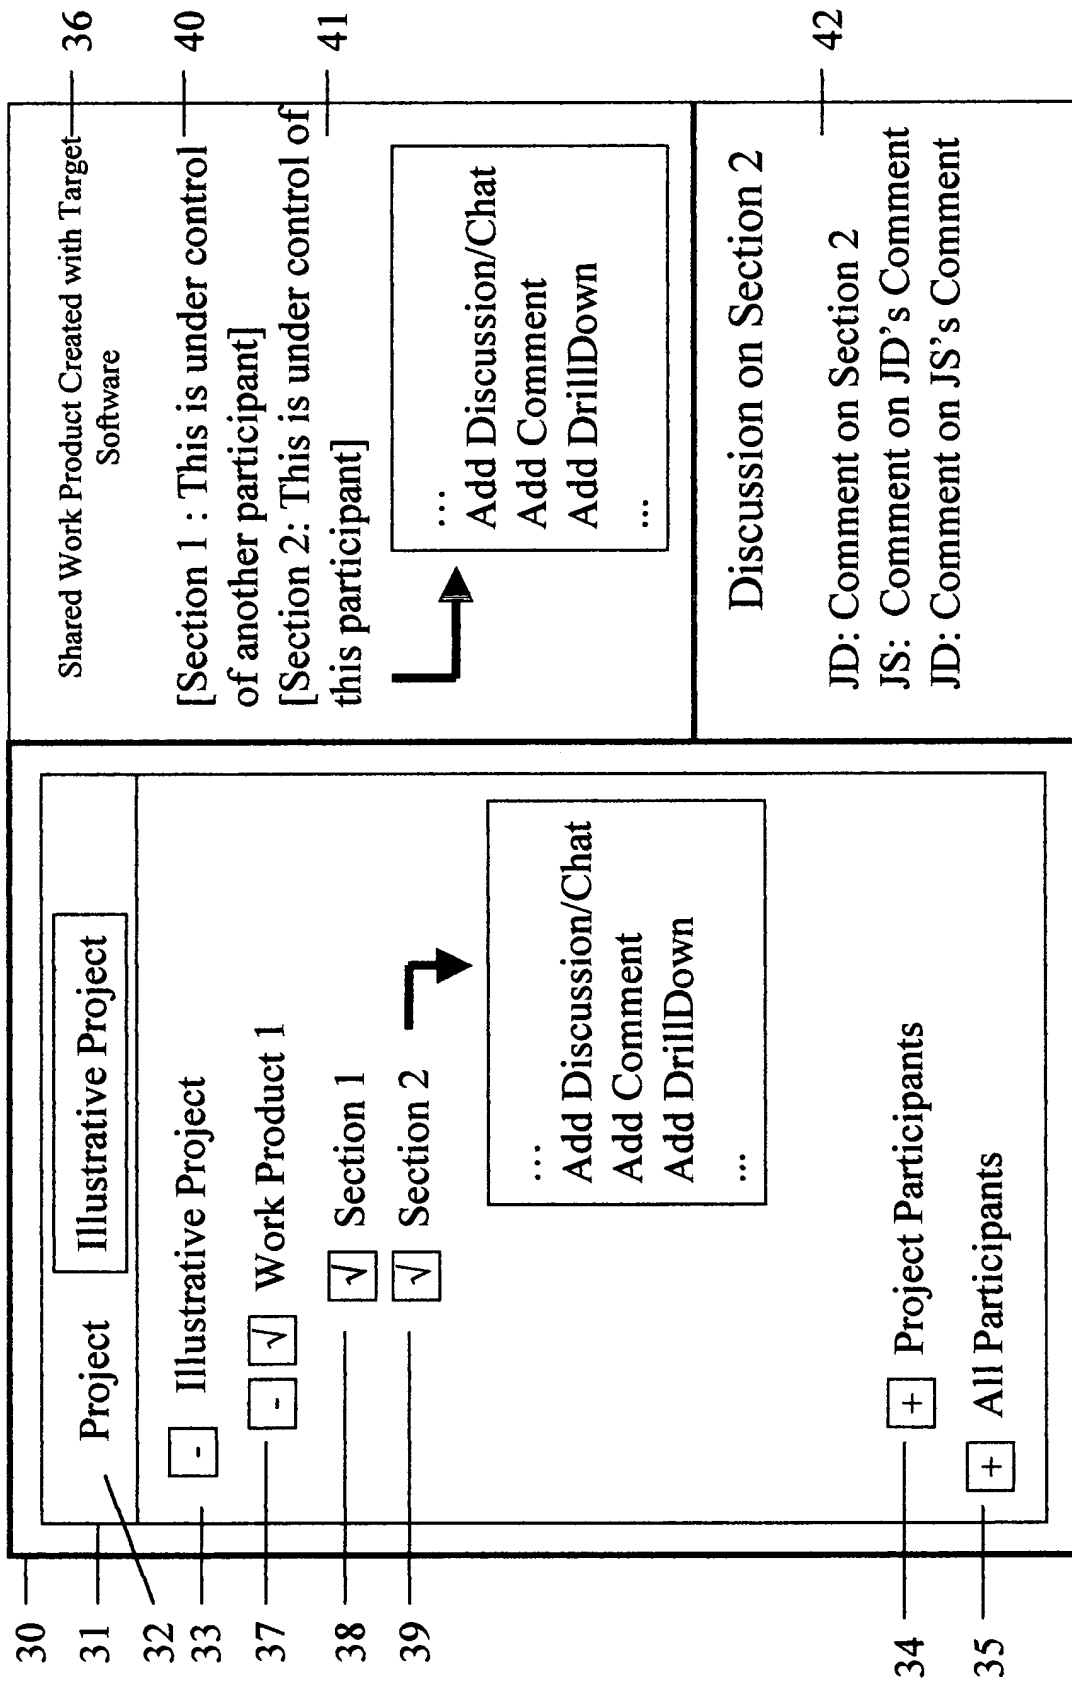 30
31
32
33
37
38
39
34
35
Project
Illustrative Project
- Illustrative Project
- √ Work Product 1
√ Section 1
√ Section 2
...
Add Discussion/Chat
Add Comment
Add DrillDown
...
+ Project Participants
+ All Participants
Shared Work Product Created with Target
Software
[Section 1 : This is under control
of another participant]
[Section 2: This is under control of
this participant]
...
Add Discussion/Chat
Add Comment
Add DrillDown
...
Discussion on Section 2
JD: Comment on Section 2
JS: Comment on JD's Comment
JD: Comment on JS's Comment
36
40
41
42